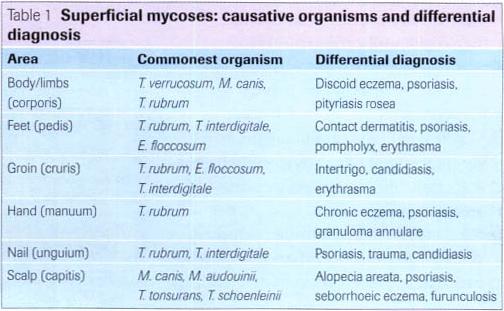 Table 1 Superficial mycoses: causative organisms and differential
diagnosis
Area Commonest organism Differential diagnosis
Body/limbs T. verrucosum, M. canis, Discoid eczema, psoriasis,
(corporis) T. rubrum pityriasis rosea
Feet (pedis) T. rubrum, T. interdigitale, Contact dermatitis, psoriasis,
E. floccosum pompholyx, erythrasma
Groin (cruris) T. rubrum, E. floccosum, Intertrigo, candidiasis,
T. interdigitale erythrasma
Hand (manuum) T. rubrum Chronic eczema, psoriasis,
granuloma annulare
Nail (unguium) T. rubrum, T. interdigitale Psoriasis, trauma, candidiasis
Scalp (capitis) M. canis, M. audouinii, Alopecia areata, psoriasis,
T. tonsurans, T. schoenleinii seborrhoeic eczema, furunculosis